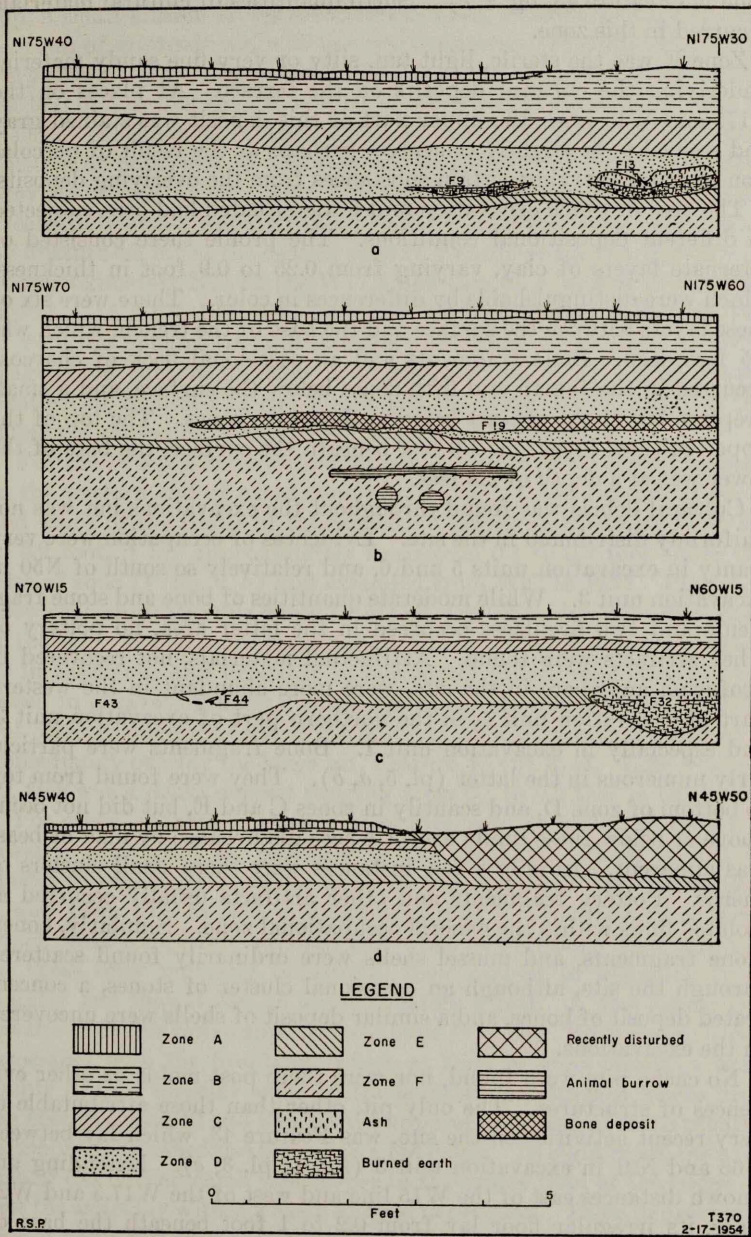 N175W40 N175W30
F9 F13
a
N175W70 N175W60
F19
b
N70W15 N60W15
F43 F44 F32
c
N45W40 N45W50
d
LEGEND
Zone A Zone E Recently disturbed
Zone B Zone F Animal burrow
Zone C Ash Bone deposit
Zone D Burned earth
0 5
Feet
R.S.P. T370
2-17-1954